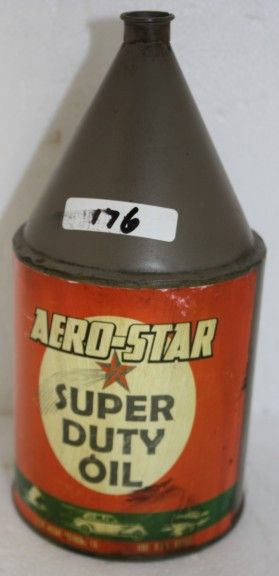 176
AERO-STAR
SUPER
DUTY
OIL